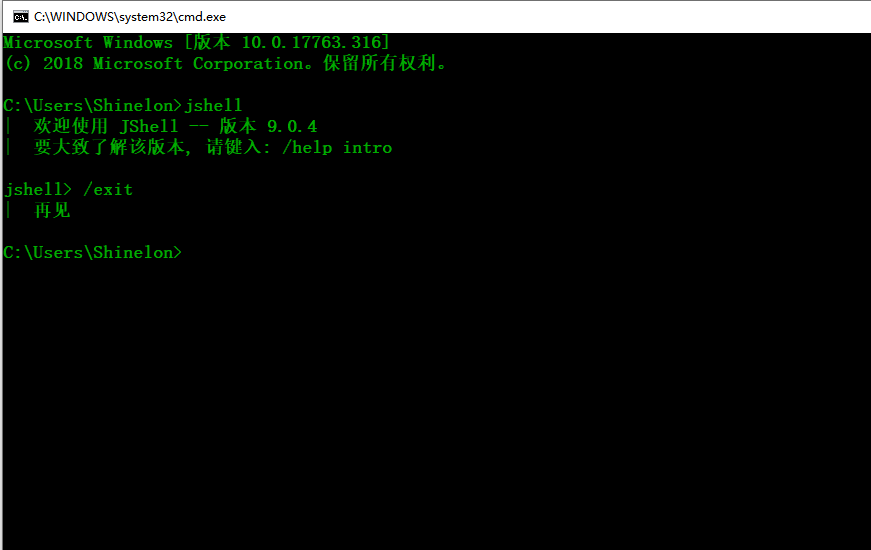 C:\WINDOWS\system32\cmd.exe
Microsoft Windows [版本 10.0.17763.316]
(c) 2018 Microsoft Corporation。保留所有权利。
C:\Users\Shinelon>jshell
|  欢迎使用 JShell -- 版本 9.0.4
|  要大致了解该版本, 请键入: /help intro
jshell> /exit
|  再见
C:\Users\Shinelon>